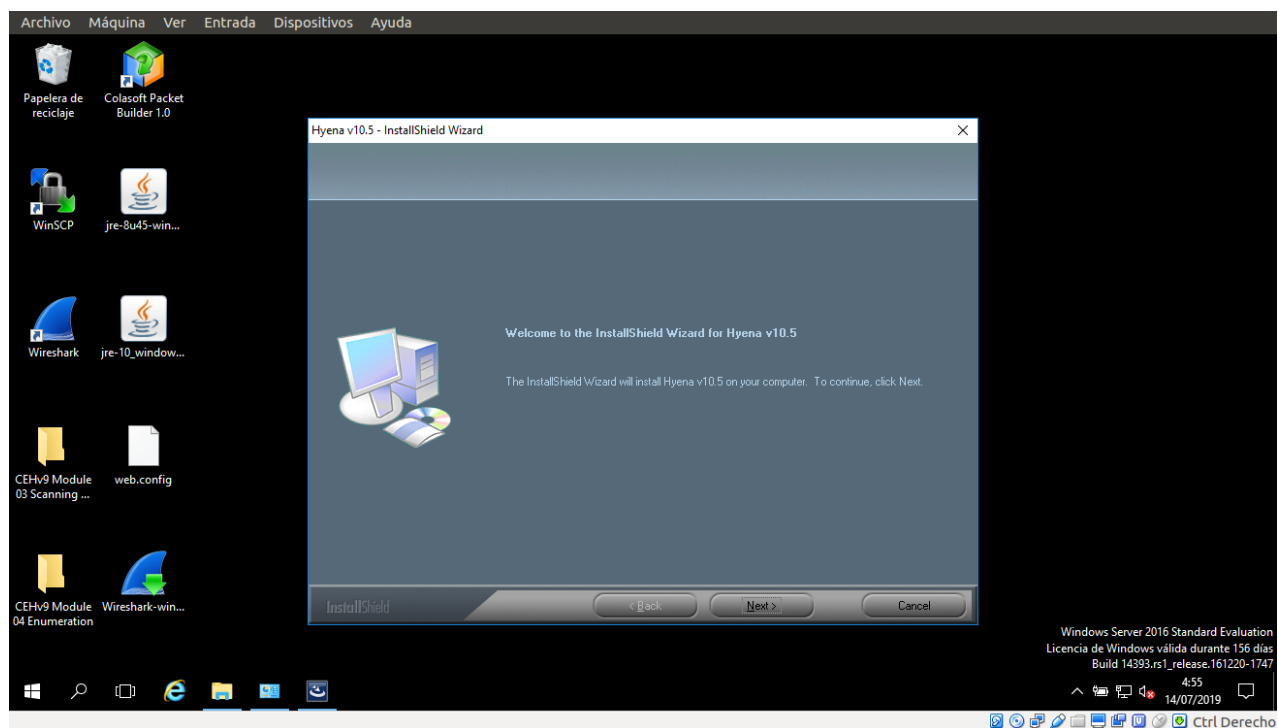 Archivo Máquina Ver Entrada Dispositivos Ayuda
Papelera de
reciclaje
Colasoft Packet
Builder 1.0
Hyena v10.5 - InstallShield Wizard
WinSCP
jre-8u45-win...
Welcome to the InstallShield Wizard for Hyena v10.5
Wireshark
jre-10_window...
The InstallShield Wizard will install Hyena v10.5 on your computer. To continue, click Next.
CEHv9 Module
03 Scanning ...
web.config
CEHv9 Module
04 Enumeration
Wireshark-win...
InstallShield
< Back
Next >
Cancel
Windows Server 2016 Standard Evaluation
Licencia de Windows válida durante 156 días
Build 14393.rs1_release.161220-1747
4:55
14/07/2019
Ctrl Derecho